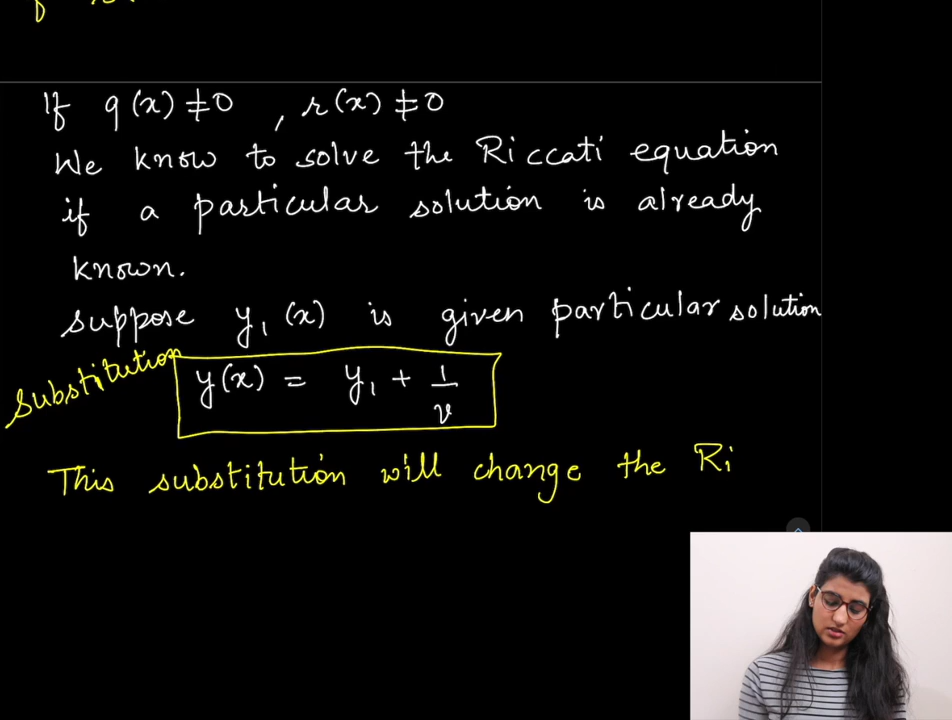 If q(x) ≠ 0 , r(x) ≠ 0
We know to solve the Riccati equation
if a particular solution is already
known.
Suppose y₁(x) is given particular solution
Substitution y(x) = y₁ + 1/v
This substitution will change the Ri